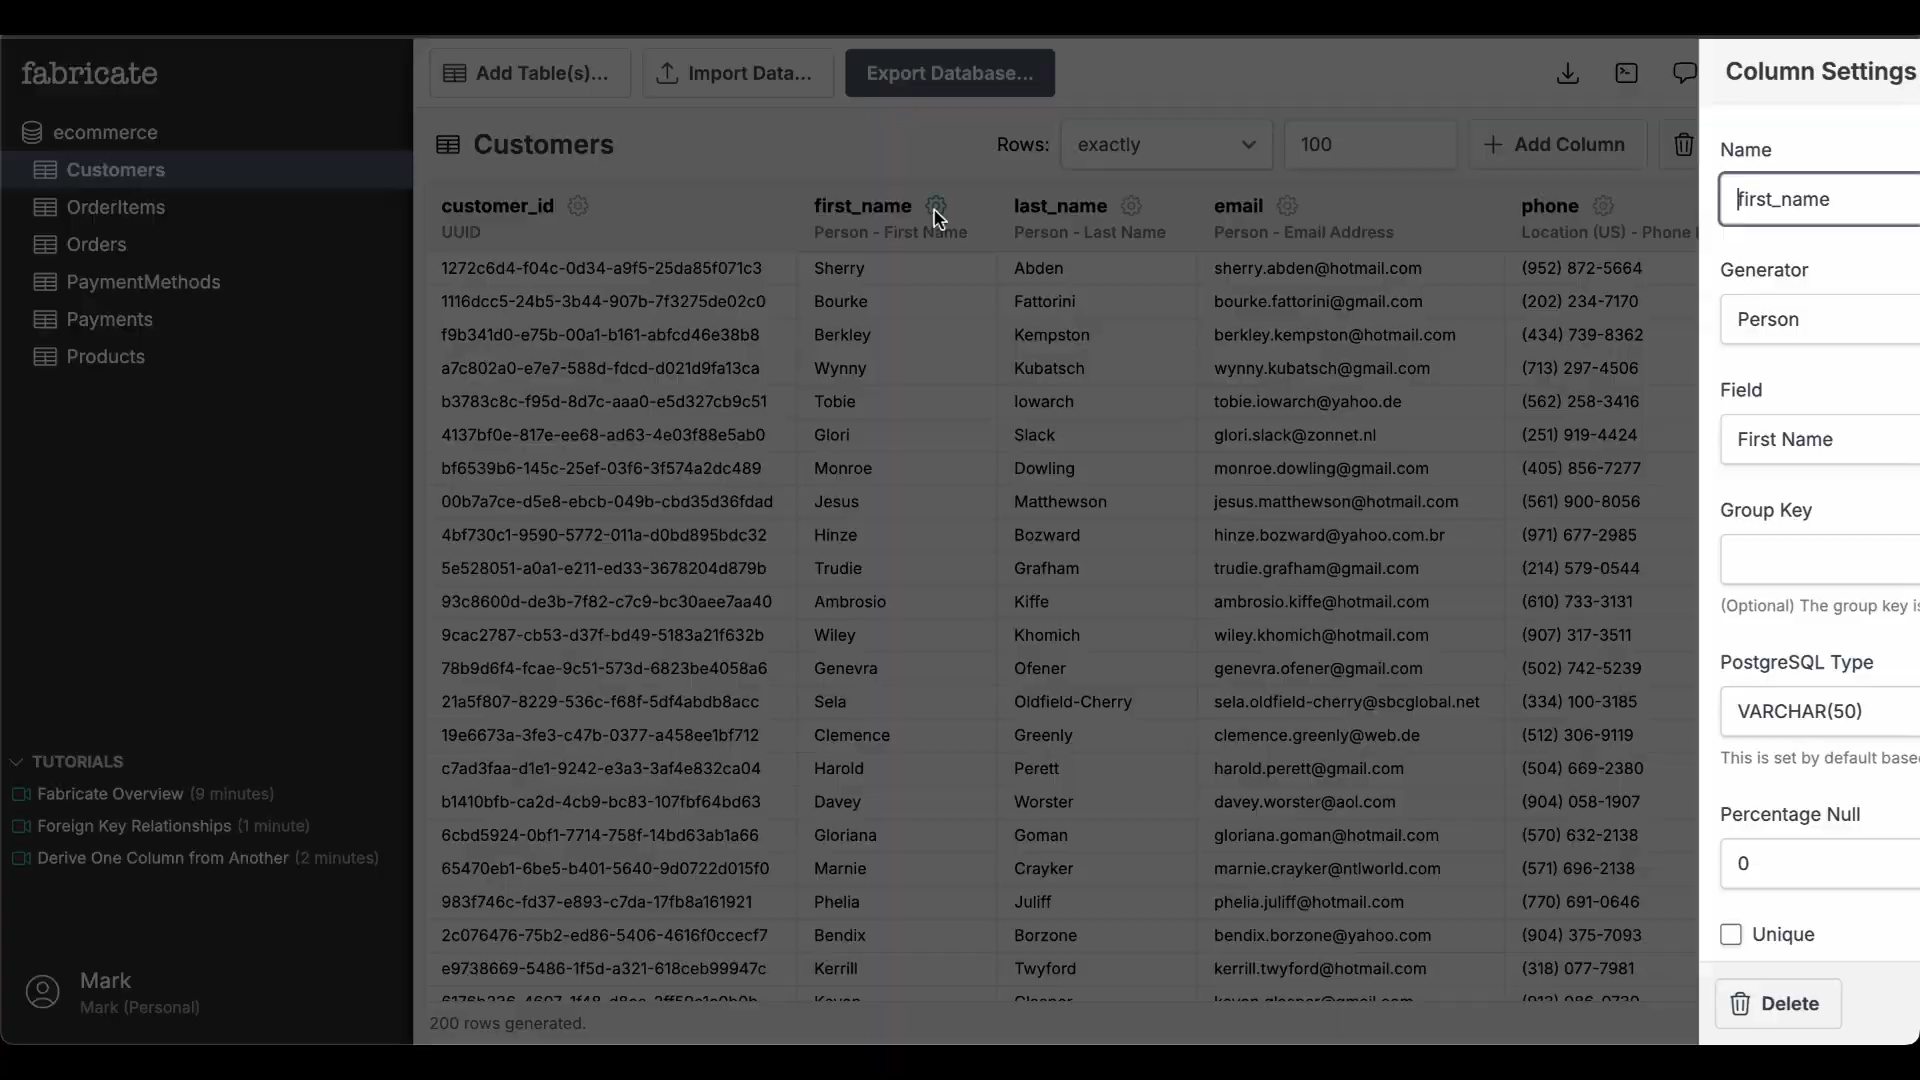 fabricate
ecommerce
Customers
OrderItems
Orders
PaymentMethods
Payments
Products
TUTORIALS
Fabricate Overview (9 minutes)
Foreign Key Relationships (1 minute)
Derive One Column from Another (2 minutes)
Mark
Mark (Personal)
Add Table(s)... Import Data... Export Database...
Customers Rows: exactly 100 Add Column
customer_id first_name last_name email phone
UUID Person - First Name Person - Last Name Person - Email Address Location (US) - Phone
1272c6d4-f04c-0d34-a9f5-25da85f071c3 Sherry Abden sherry.abden@hotmail.com (952) 872-5664
1116dcc5-24b5-3b44-907b-7f3275de02c0 Bourke Fattorini bourke.fattorini@gmail.com (202) 234-7170
f9b341d0-e75b-00a1-b161-abfcd46e38b8 Berkley Kempston berkley.kempston@hotmail.com (434) 739-8362
a7c802a0-e7e7-588d-fdcd-d021d9fa13ca Wynny Kubatsch wynny.kubatsch@gmail.com (713) 297-4506
b3783c8c-f95d-8d7c-aaa0-e5d327cb9c51 Tobie Iowarch tobie.iowarch@yahoo.de (562) 258-3416
4137bf0e-817e-ee68-ad63-4e03f88e5ab0 Glori Slack glori.slack@zonnet.nl (251) 919-4424
bf6539b6-145c-25ef-03f6-3f574a2dc489 Monroe Dowling monroe.dowling@gmail.com (405) 856-7277
00b7a7ce-d5e8-ebcb-049b-cbd35d36fdad Jesus Matthewson jesus.matthewson@hotmail.com (561) 900-8056
4bf730c1-9590-5772-011a-d0bd895bdc32 Hinze Bozward hinze.bozward@yahoo.com.br (971) 677-2985
5e528051-a0a1-e211-ed33-3678204d879b Trudie Grafham trudie.grafham@gmail.com (214) 579-0544
93c8600d-de3b-7f82-c7c9-bc30aee7aa40 Ambrosio Kiffe ambrosio.kiffe@hotmail.com (610) 733-3131
9cac2787-cb53-d37f-bd49-5183a21f632b Wiley Khomich wiley.khomich@hotmail.com (907) 317-3511
78b9d6f4-fcae-9c51-573d-6823be4058a6 Genevra Ofener genevra.ofener@gmail.com (502) 742-5239
21a5f807-8229-536c-f68f-5df4abdb8acc Sela Oldfield-Cherry sela.oldfield-cherry@sbcglobal.net (334) 100-3185
19e6673a-3fe3-c47b-0377-a458ee1bf712 Clemence Greenly clemence.greenly@web.de (512) 306-9119
c7ad3faa-d1e1-9242-e3a3-3af4e832ca04 Harold Perett harold.perett@gmail.com (504) 669-2380
b1410bfb-ca2d-4cb9-bc83-107fbf64bd63 Davey Worster davey.worster@aol.com (904) 058-1907
6cbd5924-0bf1-7714-758f-14bd63ab1a66 Gloriana Goman gloriana.goman@hotmail.com (570) 632-2138
65470eb1-6be5-b401-5640-9d0722d015f0 Marnie Crayker marnie.crayker@ntlworld.com (571) 696-2138
983f746c-fd37-e893-c7da-17fb8a161921 Phelia Juliff phelia.juliff@hotmail.com (770) 691-0646
2c076476-75b2-ed86-5406-4616f0ccecf7 Bendix Borzone bendix.borzone@yahoo.com (904) 375-7093
e9738669-5486-1f5d-a321-618ceb99947c Kerrill Twyford kerrill.twyford@hotmail.com (318) 077-7981
200 rows generated.
Column Settings
Name
first_name
Generator
Person
Field
First Name
Group Key
(Optional) The group key is
PostgreSQL Type
VARCHAR(50)
This is set by default base
Percentage Null
0
Unique
Delete